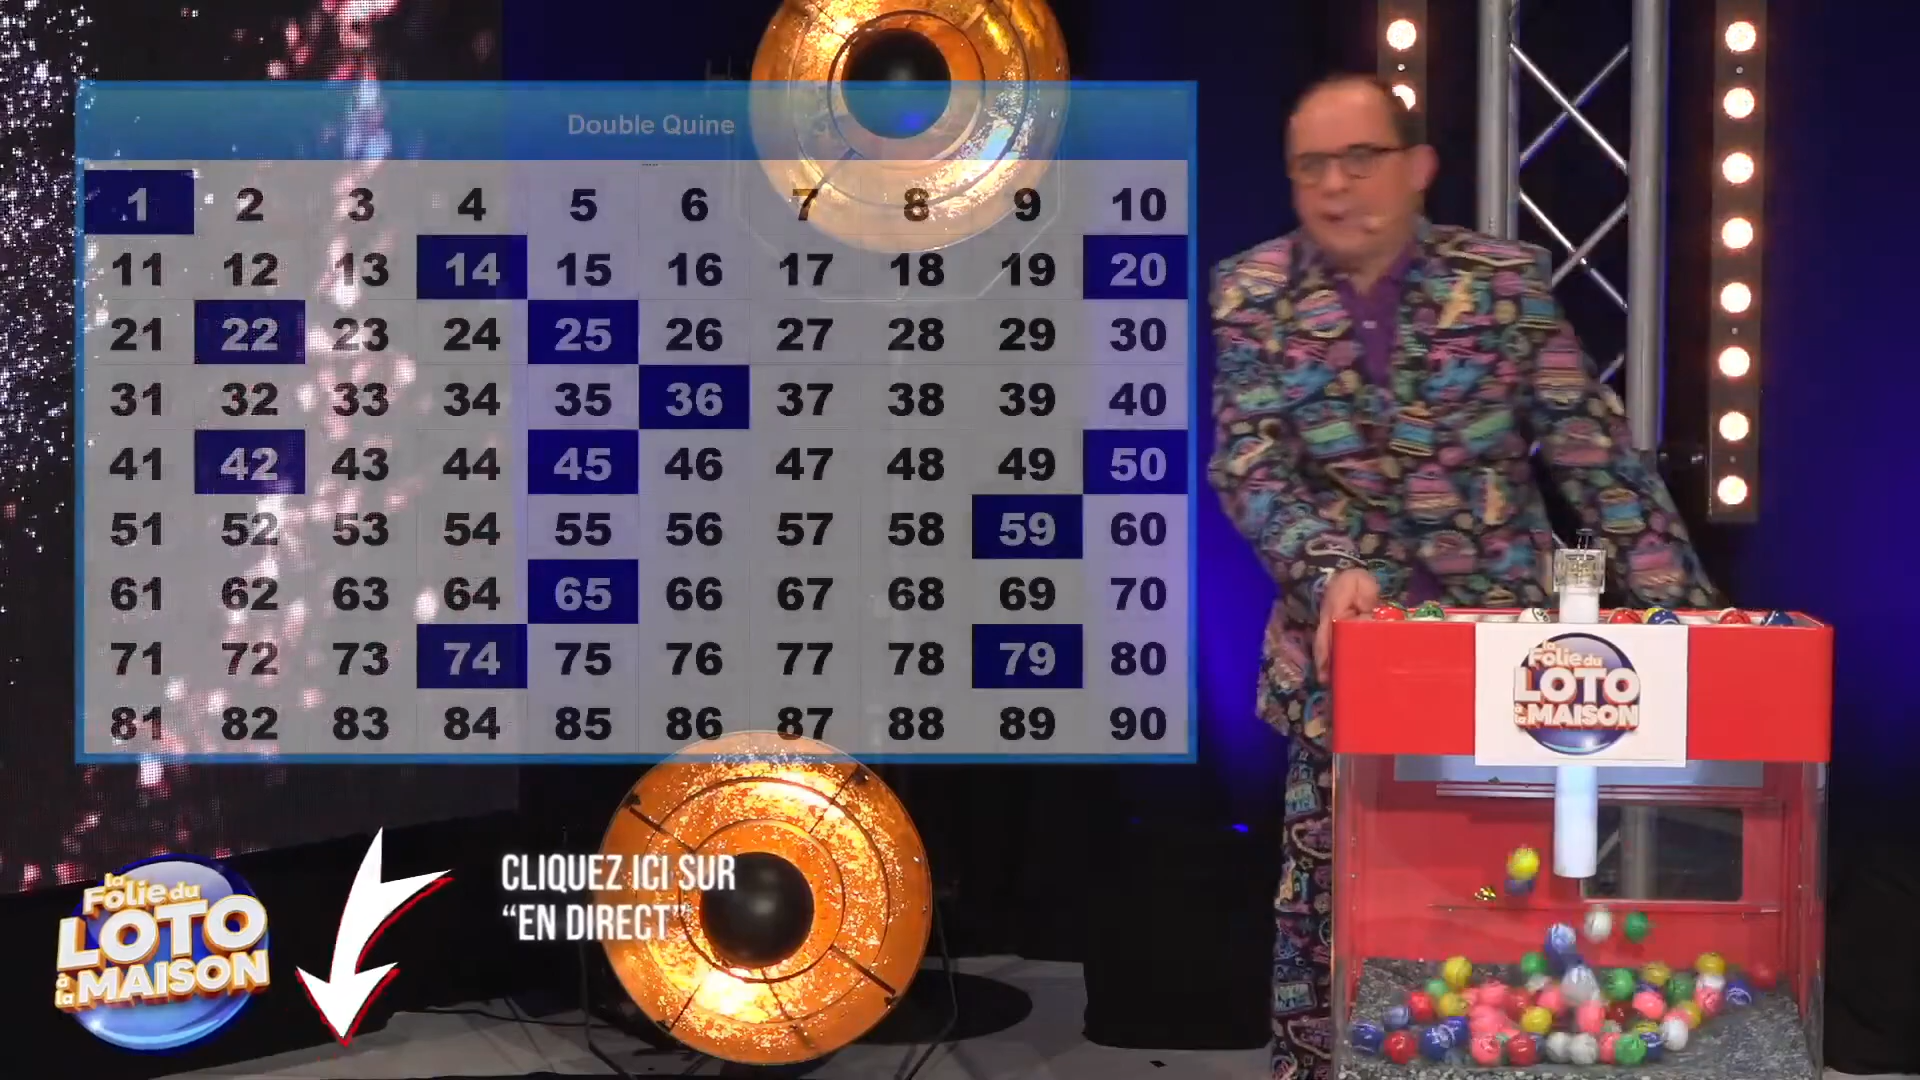 Double Quine
1 2 3 4 5 6 7 8 9 10
11 12 13 14 15 16 17 18 19 20
21 22 23 24 25 26 27 28 29 30
31 32 33 34 35 36 37 38 39 40
41 42 43 44 45 46 47 48 49 50
51 52 53 54 55 56 57 58 59 60
61 62 63 64 65 66 67 68 69 70
71 72 73 74 75 76 77 78 79 80
81 82 83 84 85 86 87 88 89 90
la
Folie du
LOTO
à la MAISON
CLIQUEZ ICI SUR
“EN DIRECT”
la
Folie du
LOTO
à la MAISON